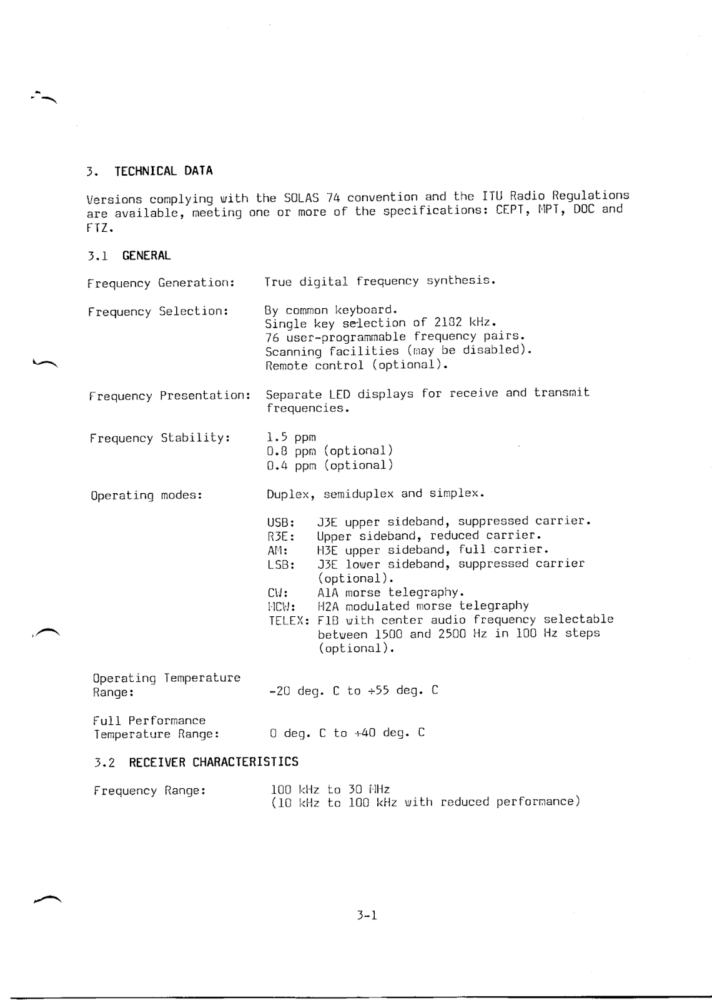 3. TECHNICAL DATA
Versions complying with the SOLAS 74 convention and the ITU Radio Regulations
are available, meeting one or more of the specifications: CEPT, MPT, DOC and
FTZ.
3.1 GENERAL
Frequency Generation: True digital frequency synthesis.
Frequency Selection: By common keyboard.
Single key selection of 2182 kHz.
76 user-programmable frequency pairs.
Scanning facilities (may be disabled).
Remote control (optional).
Frequency Presentation: Separate LED displays for receive and transmit
frequencies.
Frequency Stability: 1.5 ppm
0.8 ppm (optional)
0.4 ppm (optional)
Operating modes: Duplex, semiduplex and simplex.
USB: J3E upper sideband, suppressed carrier.
R3E: Upper sideband, reduced carrier.
AM: H3E upper sideband, full carrier.
LSB: J3E lower sideband, suppressed carrier
(optional).
CW: A1A morse telegraphy.
MCW: H2A modulated morse telegraphy
TELEX: F1B with center audio frequency selectable
between 1500 and 2500 Hz in 100 Hz steps
(optional).
Operating Temperature
Range: -20 deg. C to +55 deg. C
Full Performance
Temperature Range: 0 deg. C to +40 deg. C
3.2 RECEIVER CHARACTERISTICS
Frequency Range: 100 kHz to 30 MHz
(10 kHz to 100 kHz with reduced performance)
3-1